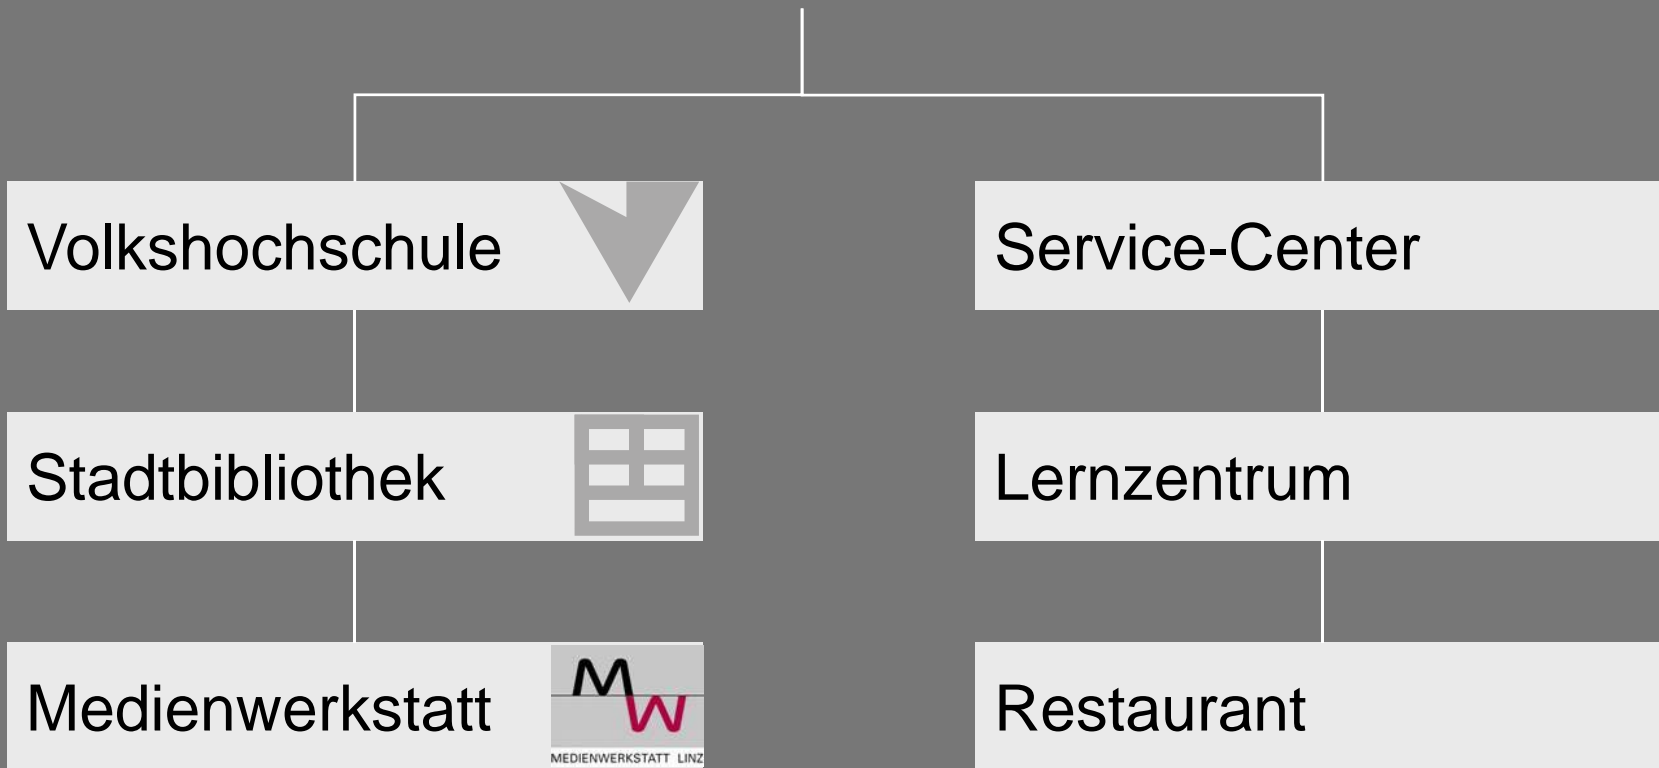 Volkshochschule
Service-Center
Stadtbibliothek
Lernzentrum
Medienwerkstatt
MW
MEDIENWERKSTATT LINZ
Restaurant